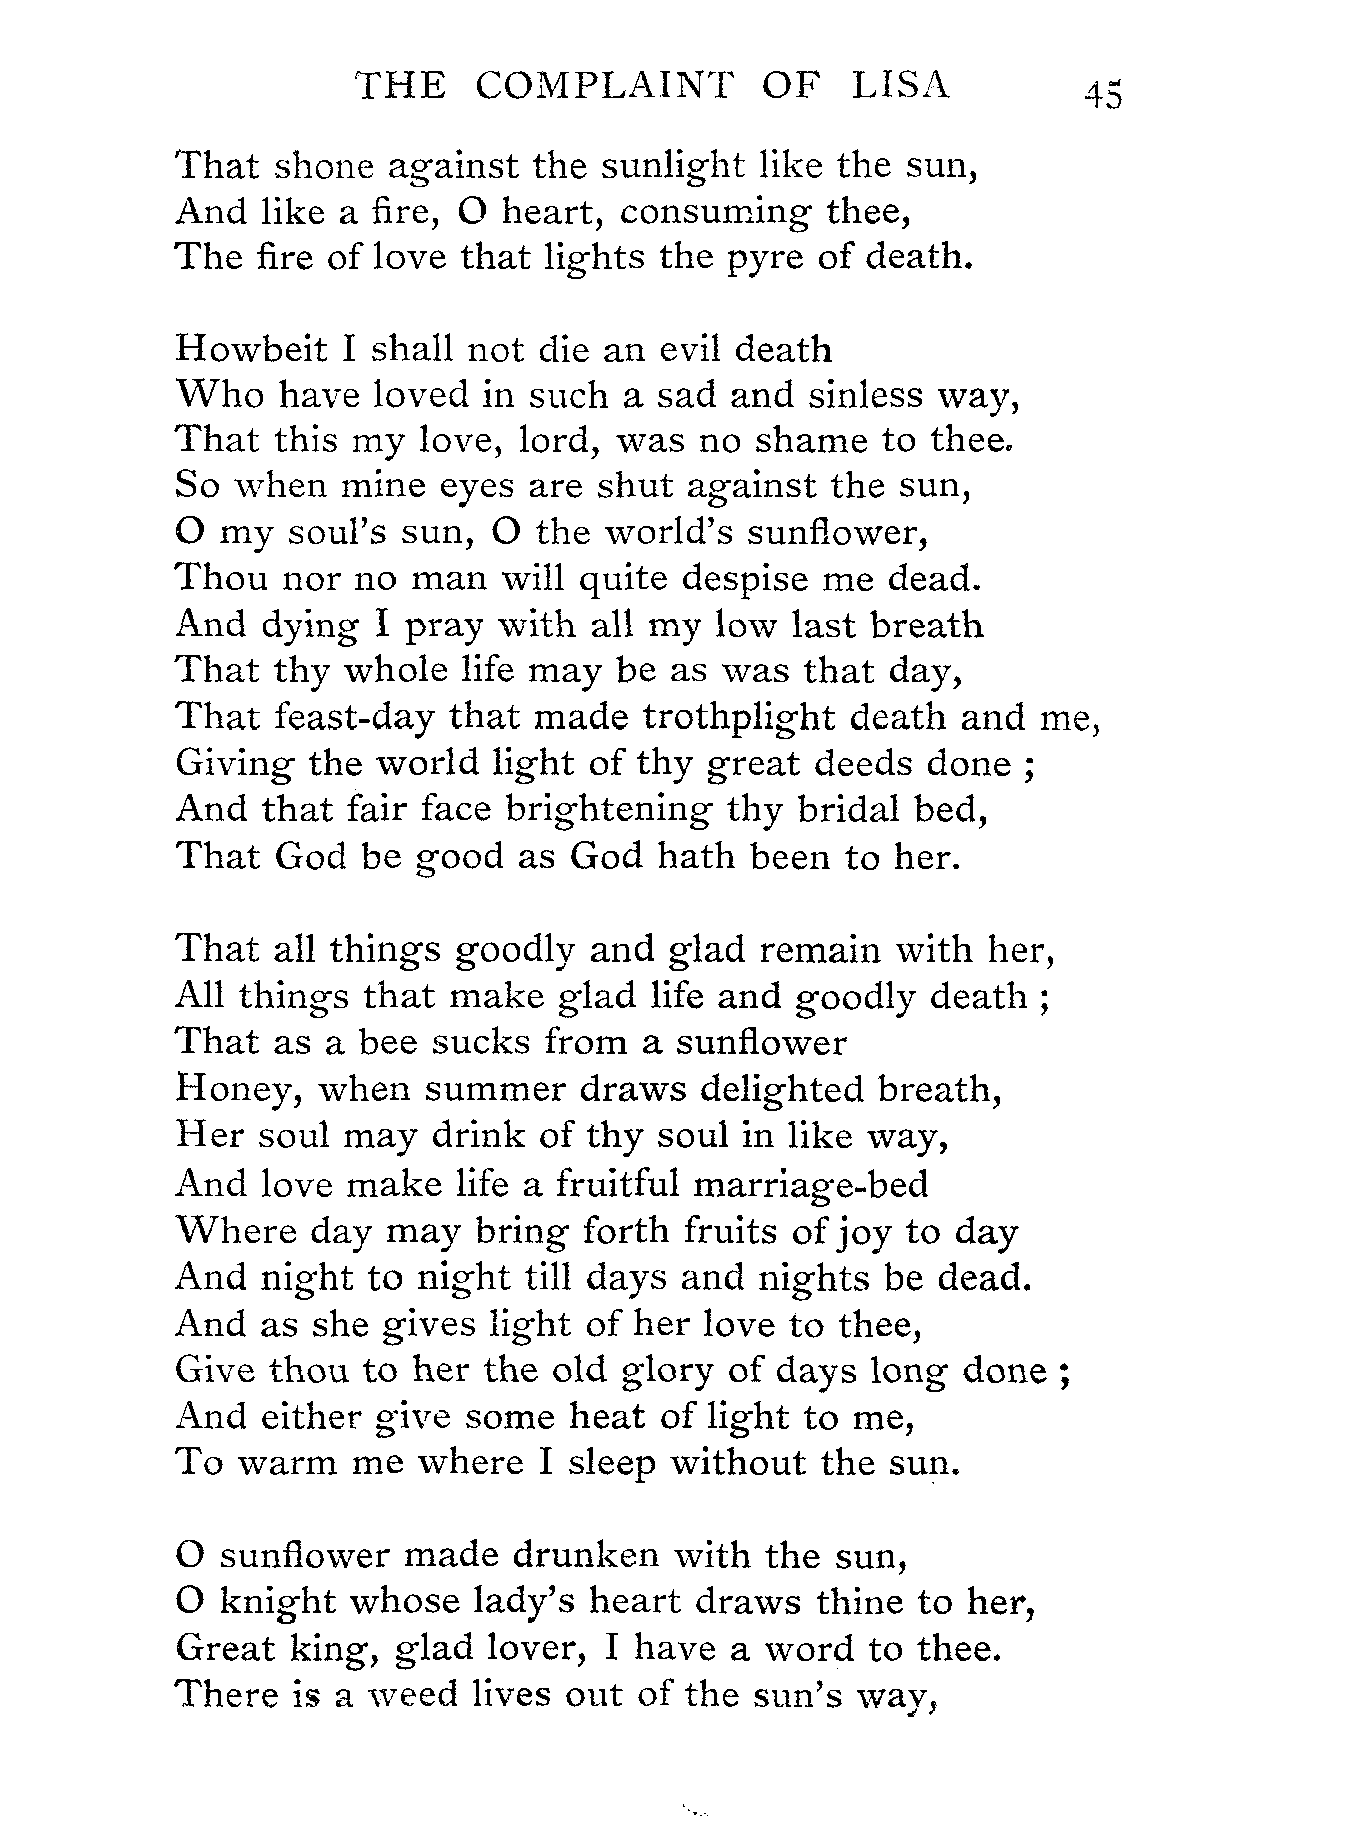 THE COMPLAINT OF LISA 45
That shone against the sunlight like the sun,
And like a fire, O heart, consuming thee,
The fire of love that lights the pyre of death.
Howbeit I shall not die an evil death
Who have loved in such a sad and sinless way,
That this my love, lord, was no shame to thee.
So when mine eyes are shut against the sun,
O my soul's sun, O the world's sunflower,
Thou nor no man will quite despise me dead.
And dying I pray with all my low last breath
That thy whole life may be as was that day,
That feast-day that made trothplight death and me,
Giving the world light of thy great deeds done ;
And that fair face brightening thy bridal bed,
That God be good as God hath been to her.
That all things goodly and glad remain with her,
All things that make glad life and goodly death ;
That as a bee sucks from a sunflower
Honey, when summer draws delighted breath,
Her soul may drink of thy soul in like way,
And love make life a fruitful marriage-bed
Where day may bring forth fruits of joy to day
And night to night till days and nights be dead.
And as she gives light of her love to thee,
Give thou to her the old glory of days long done ;
And either give some heat of light to me,
To warm me where I sleep without the sun.
O sunflower made drunken with the sun,
O knight whose lady's heart draws thine to her,
Great king, glad lover, I have a word to thee.
There is a weed lives out of the sun's way,